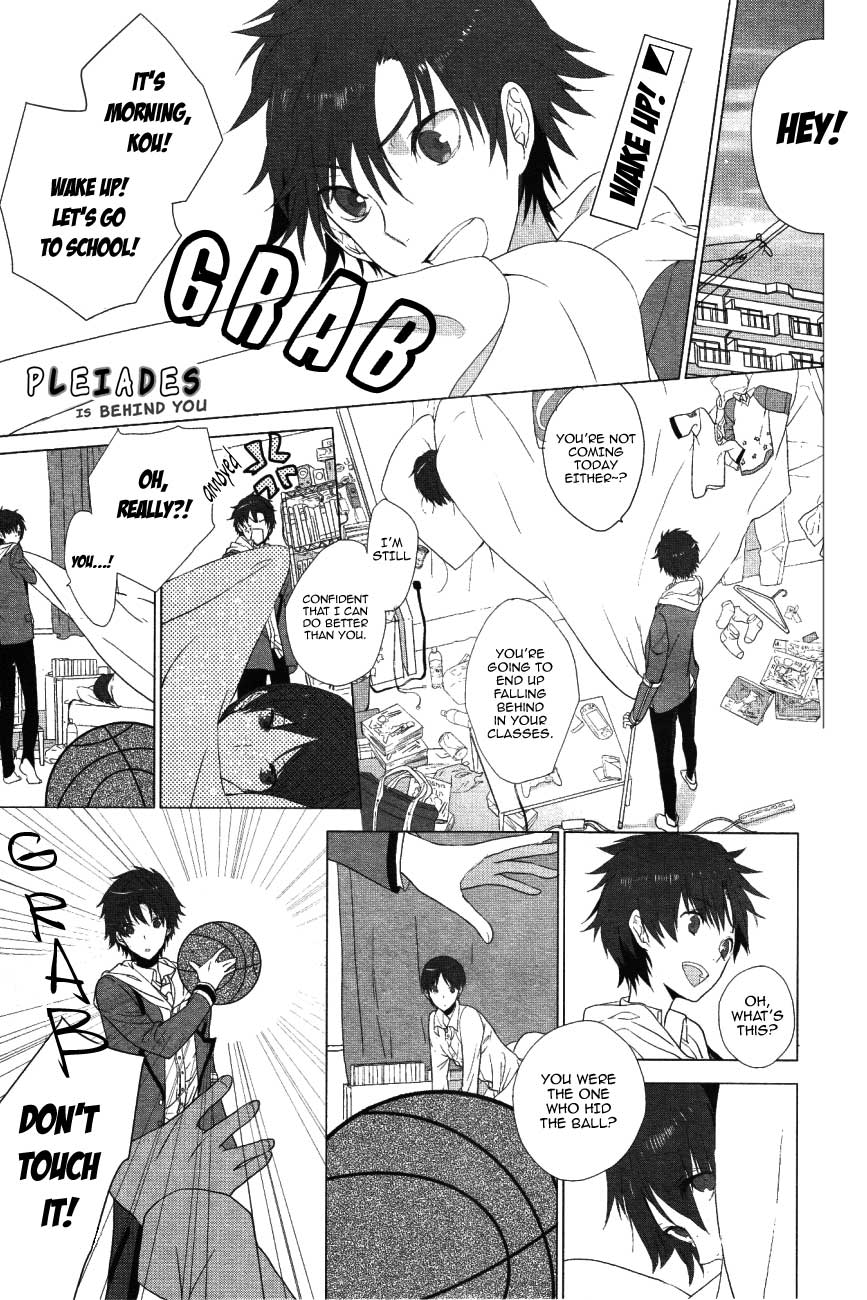 HEY!
WAKE UP!
IT'S
MORNING,
KOU!
WAKE UP!
LET'S GO
TO SCHOOL!
GRAB
PLEIADES
IS BEHIND YOU
YOU'RE NOT
COMING
TODAY
EITHER~?
YOU'RE
GOING TO
END UP
FALLING
BEHIND
IN YOUR
CLASSES.
I'M
STILL
CONFIDENT
THAT I CAN
DO BETTER
THAN YOU.
annoyed
OH,
REALLY?!
YOU...!
OH,
WHAT'S
THIS?
YOU WERE
THE ONE
WHO HID
THE BALL?
GRAB
DON'T
TOUCH
IT!